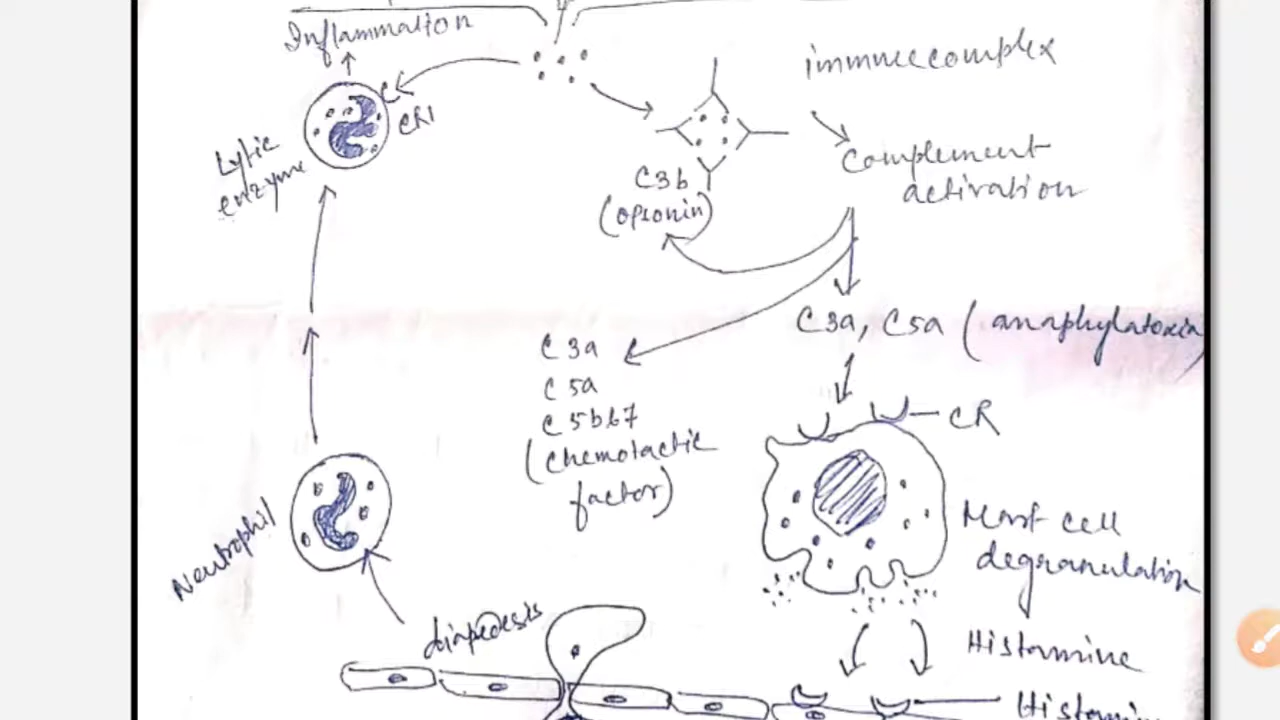 Inflammation
immune complex
CR1
Lytic
enzyme
Complement
activation
C3b
(opsonin)
C3a, C5a (anaphylatoxin
C3a
C5a
C5b67
(Chemotactic
factor)
CR
Neutrophil
Mast cell
degranulation
diapedesis
Histamine
Histamin